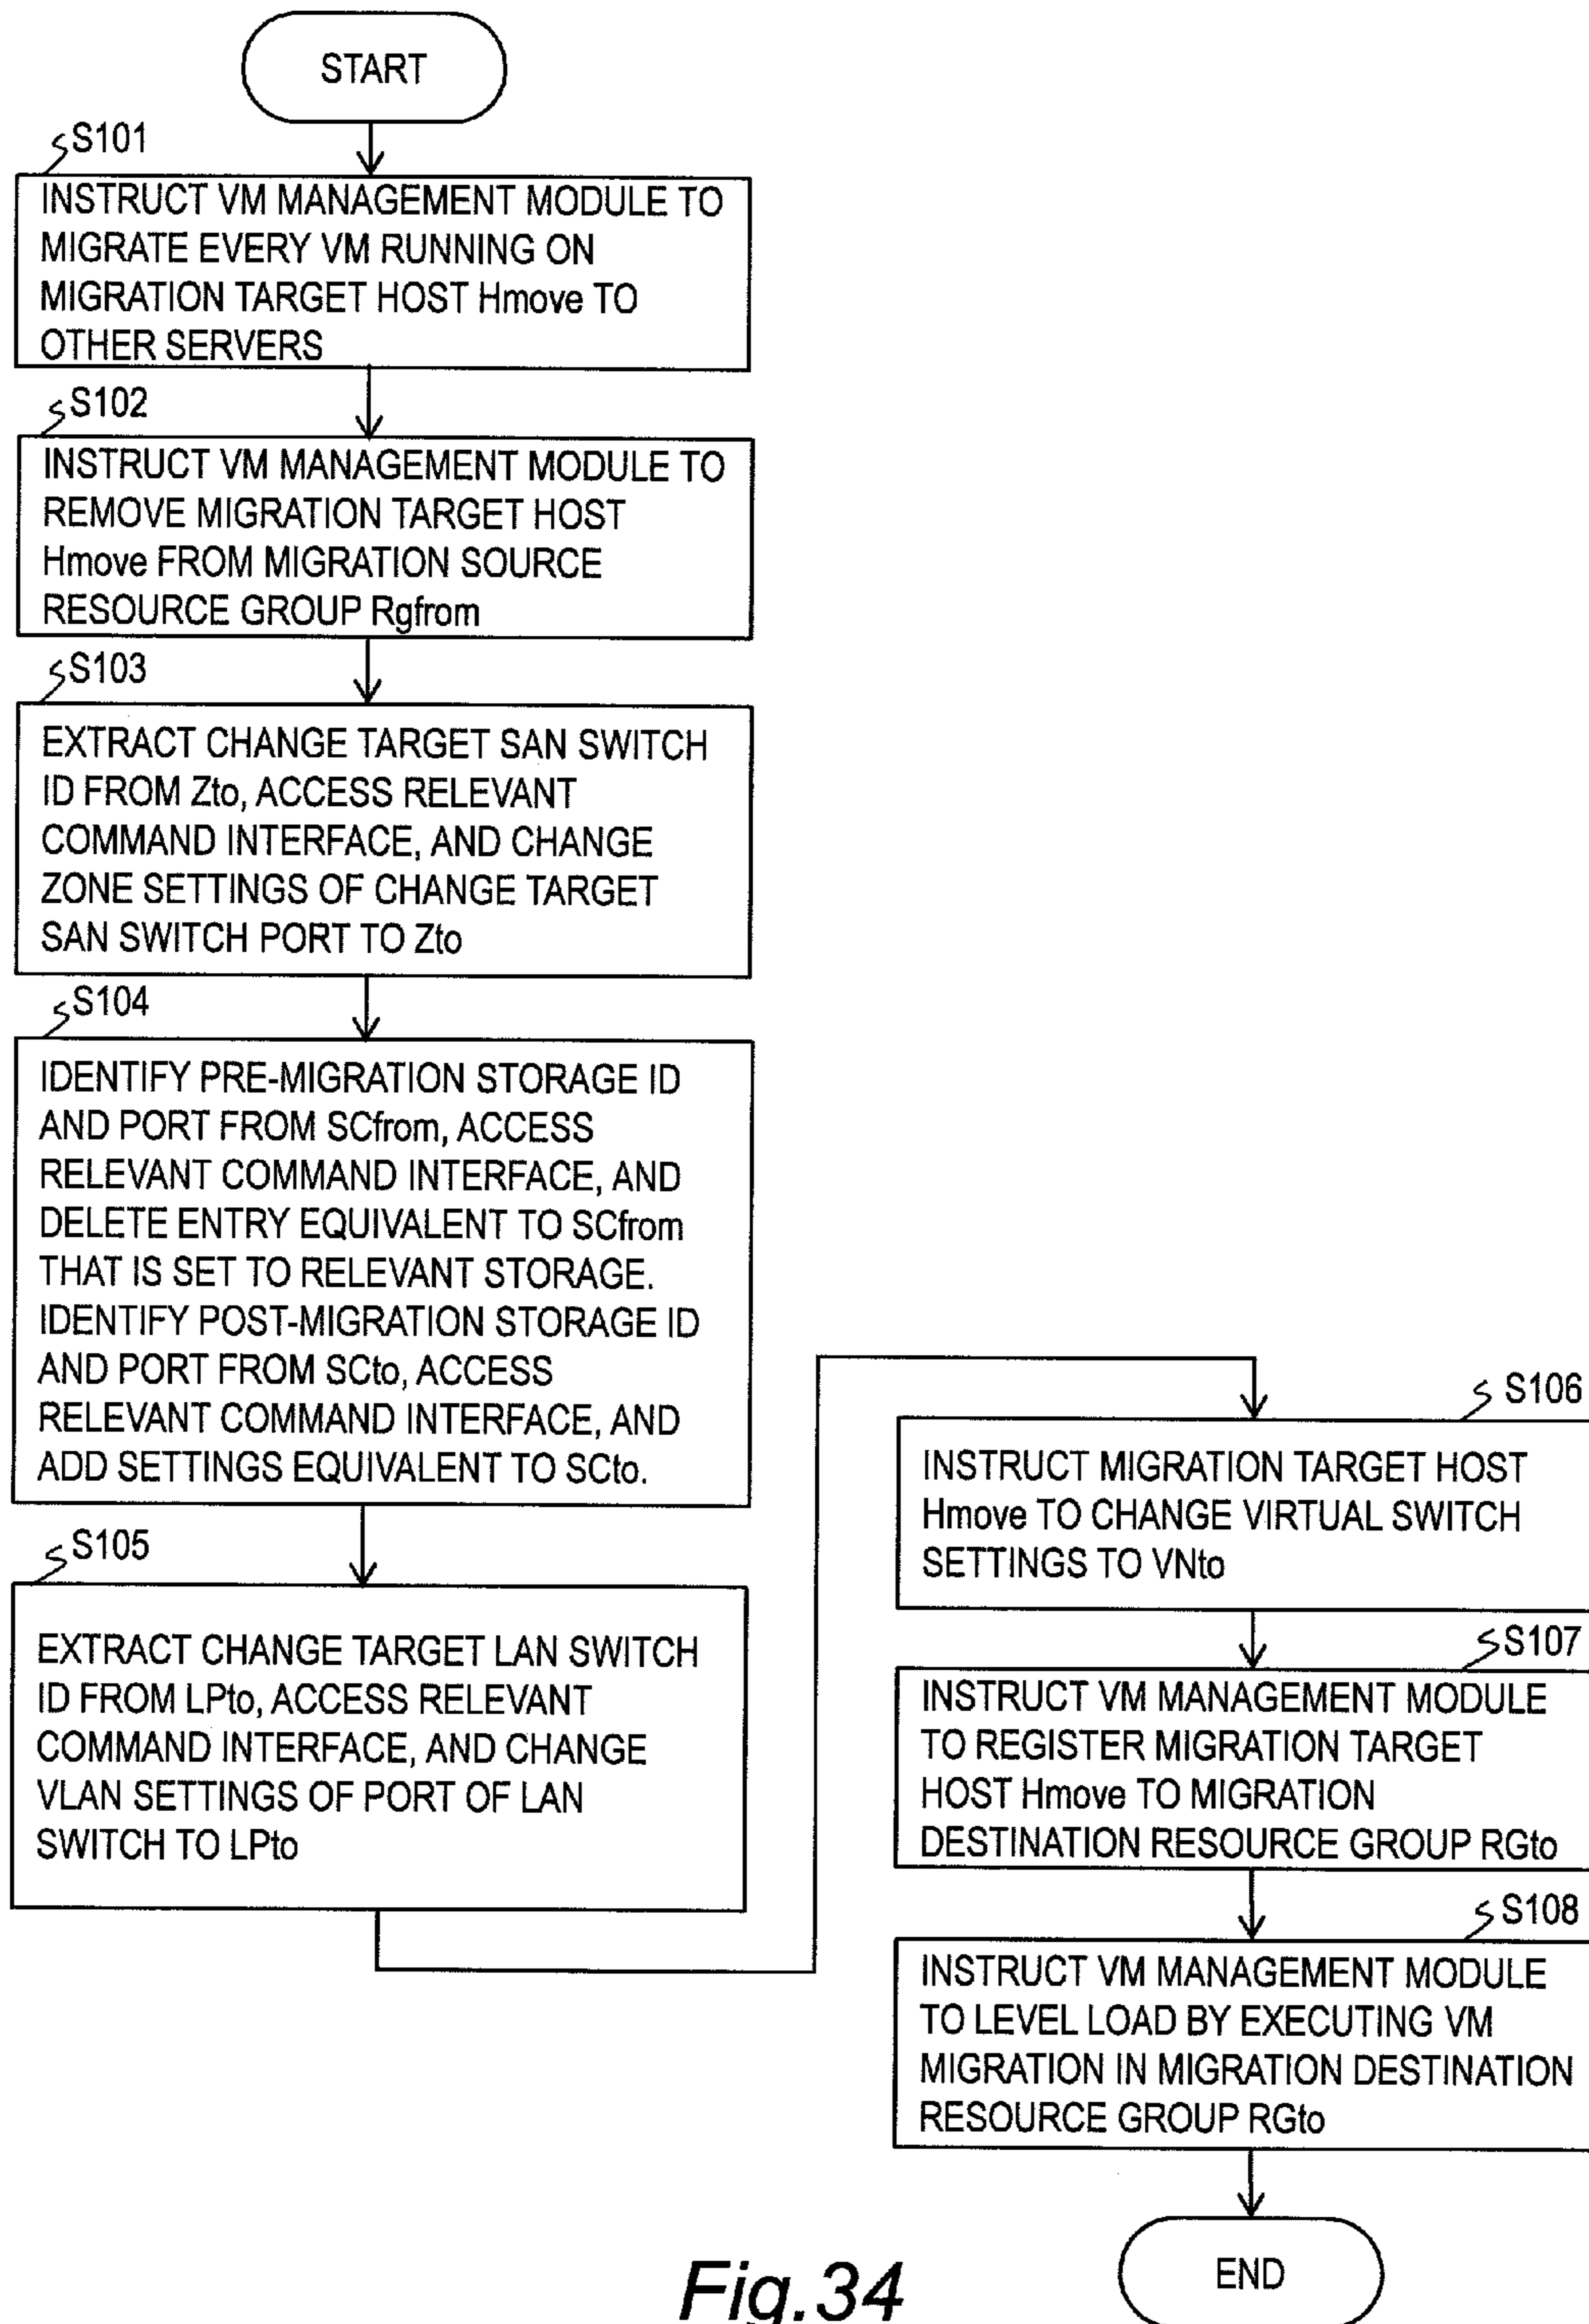 START
S101
INSTRUCT VM MANAGEMENT MODULE TO
MIGRATE EVERY VM RUNNING ON
MIGRATION TARGET HOST Hmove TO
OTHER SERVERS
S102
INSTRUCT VM MANAGEMENT MODULE TO
REMOVE MIGRATION TARGET HOST
Hmove FROM MIGRATION SOURCE
RESOURCE GROUP Rgfrom
S103
EXTRACT CHANGE TARGET SAN SWITCH
ID FROM Zto, ACCESS RELEVANT
COMMAND INTERFACE, AND CHANGE
ZONE SETTINGS OF CHANGE TARGET
SAN SWITCH PORT TO Zto
S104
IDENTIFY PRE-MIGRATION STORAGE ID
AND PORT FROM SCfrom, ACCESS
RELEVANT COMMAND INTERFACE, AND
DELETE ENTRY EQUIVALENT TO SCfrom
THAT IS SET TO RELEVANT STORAGE.
IDENTIFY POST-MIGRATION STORAGE ID
AND PORT FROM SCto, ACCESS
RELEVANT COMMAND INTERFACE, AND
ADD SETTINGS EQUIVALENT TO SCto.
S105
EXTRACT CHANGE TARGET LAN SWITCH
ID FROM LPto, ACCESS RELEVANT
COMMAND INTERFACE, AND CHANGE
VLAN SETTINGS OF PORT OF LAN
SWITCH TO LPto
S106
INSTRUCT MIGRATION TARGET HOST
Hmove TO CHANGE VIRTUAL SWITCH
SETTINGS TO VNto
S107
INSTRUCT VM MANAGEMENT MODULE
TO REGISTER MIGRATION TARGET
HOST Hmove TO MIGRATION
DESTINATION RESOURCE GROUP RGto
S108
INSTRUCT VM MANAGEMENT MODULE
TO LEVEL LOAD BY EXECUTING VM
MIGRATION IN MIGRATION DESTINATION
RESOURCE GROUP RGto
END
Fig.34